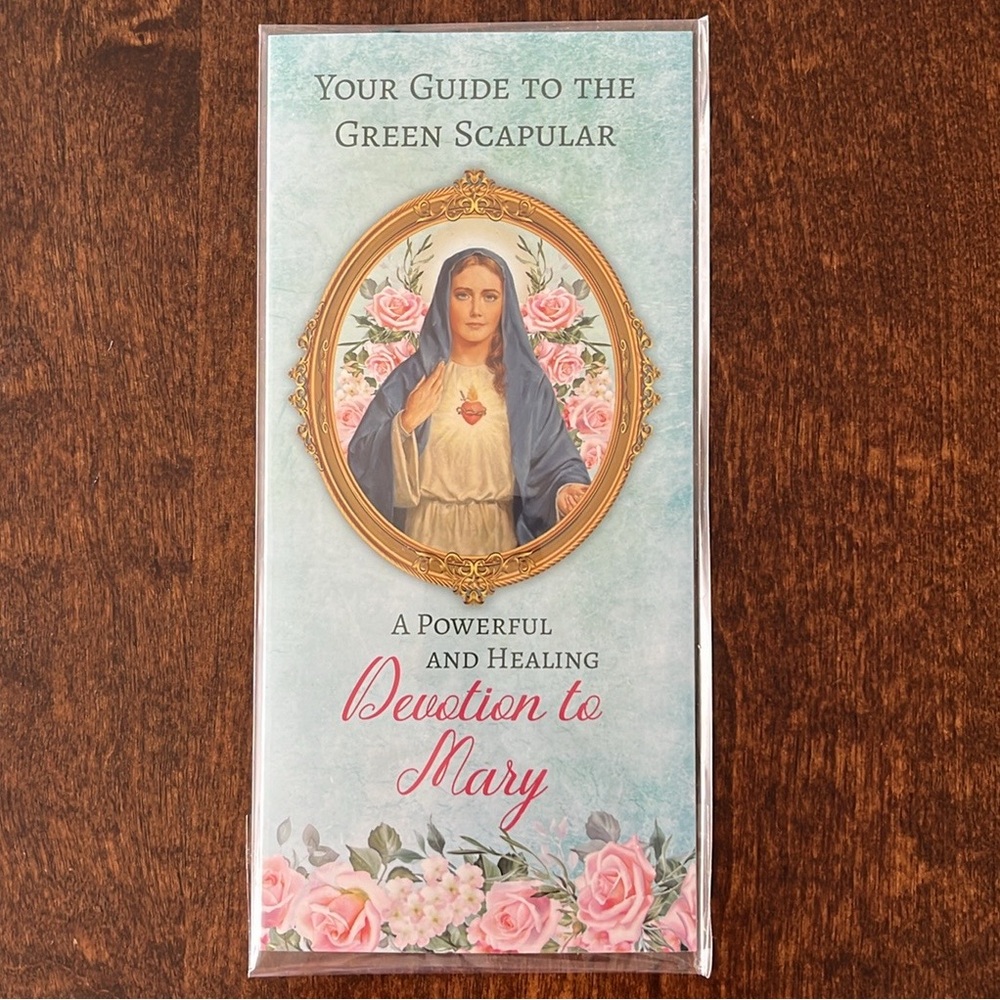 Your Guide to the
Green Scapular
A Powerful
and Healing
Devotion to
Mary